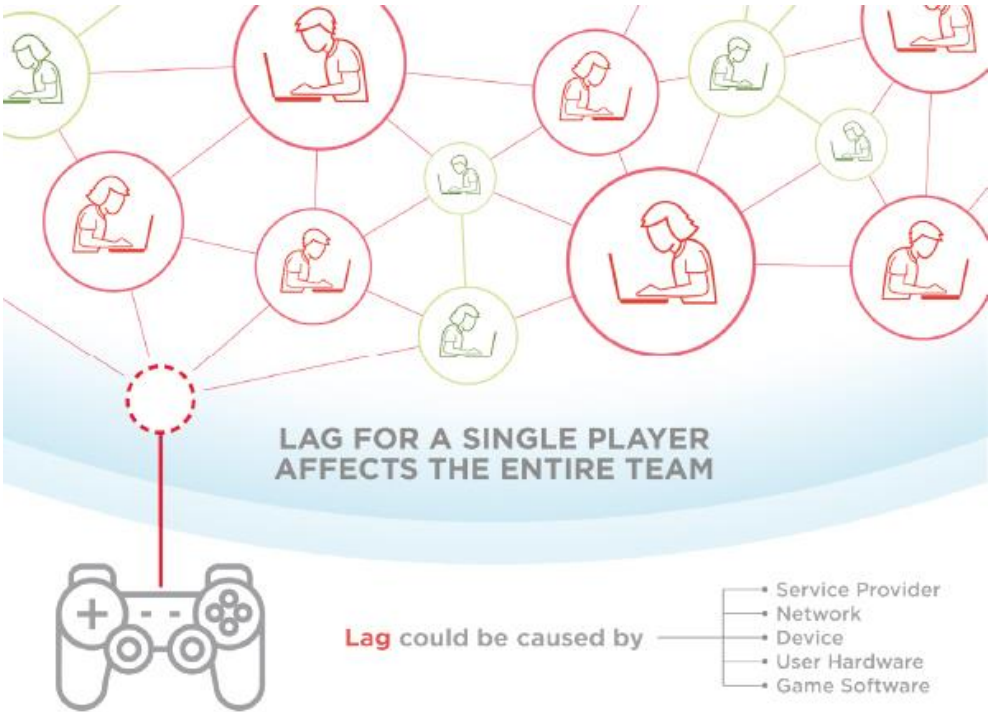 LAG FOR A SINGLE PLAYER
AFFECTS THE ENTIRE TEAM
Lag could be caused by
Service Provider
Network
Device
User Hardware
Game Software